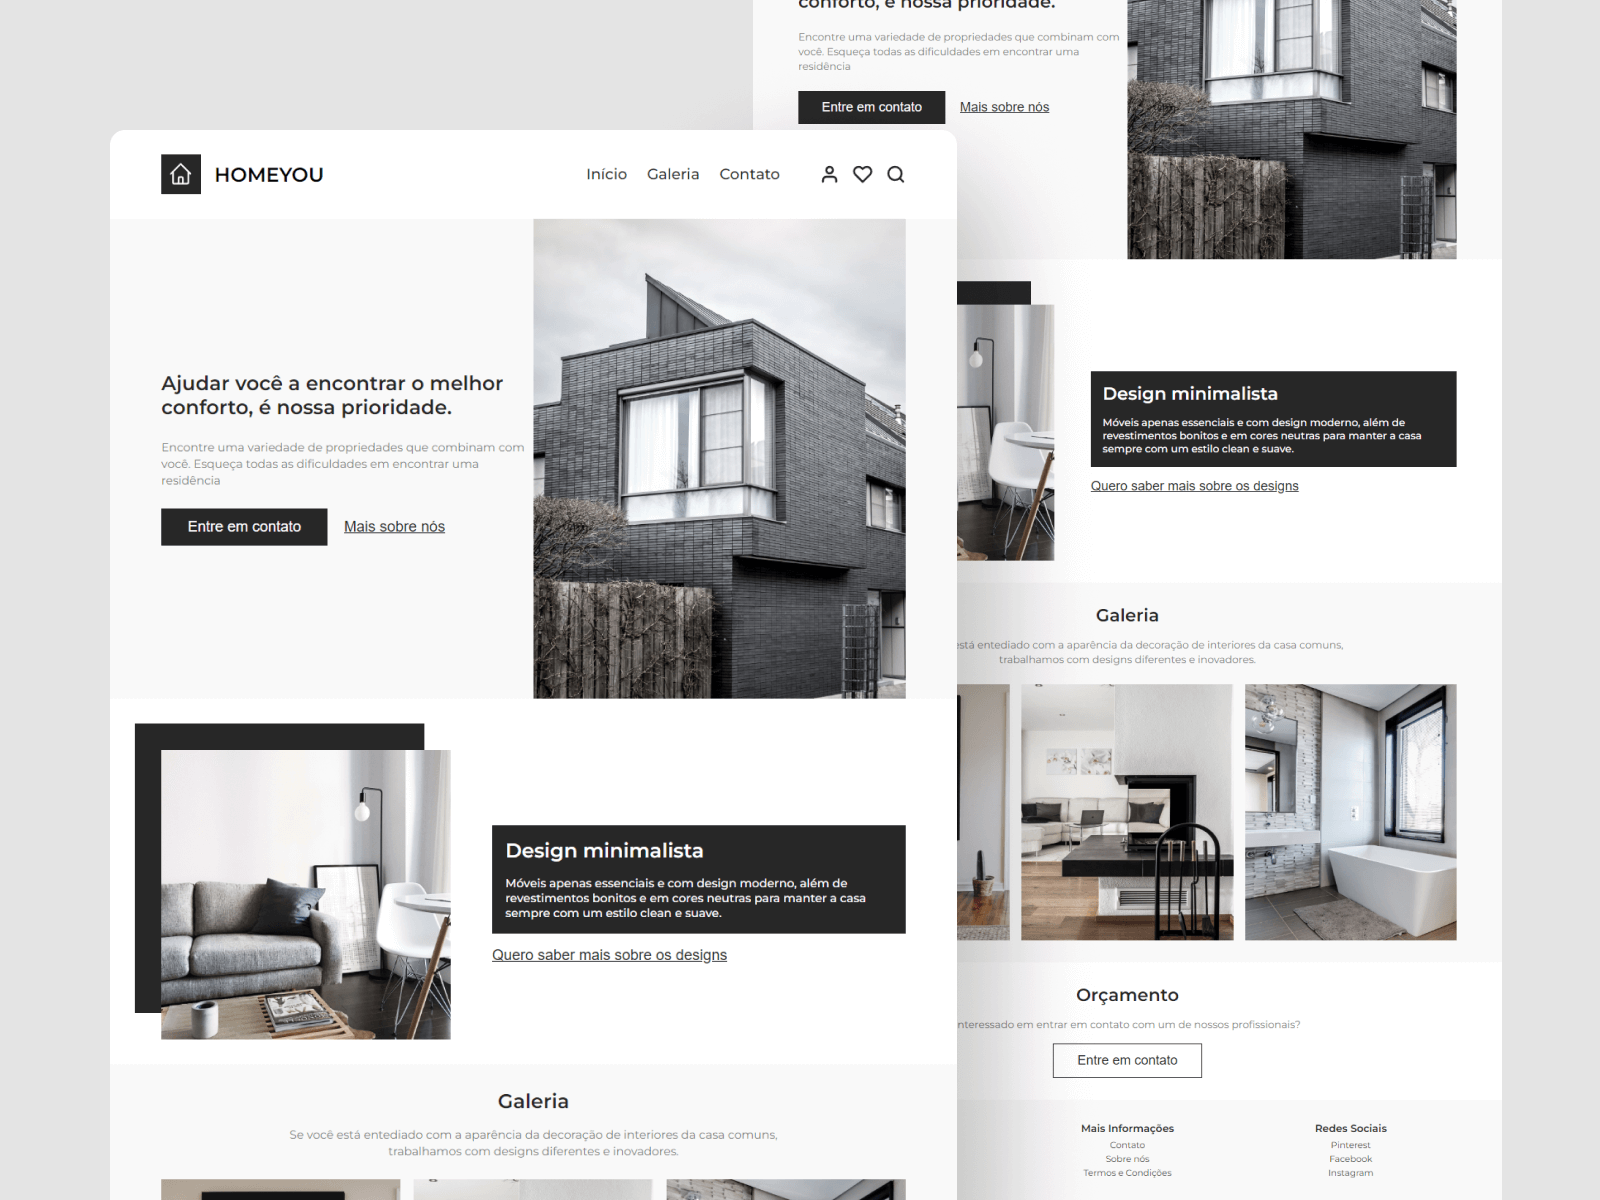 HOMEYOU
Início Galeria Contato
Ajudar você a encontrar o melhor
conforto, é nossa prioridade.
Encontre uma variedade de propriedades que combinam com
você. Esqueça todas as dificuldades em encontrar uma
residência
Entre em contato Mais sobre nós
Design minimalista
Móveis apenas essenciais e com design moderno, além de
revestimentos bonitos e em cores neutras para manter a casa
sempre com um estilo clean e suave.
Quero saber mais sobre os designs
Galeria
Se você está entediado com a aparência da decoração de interiores da casa comuns,
trabalhamos com designs diferentes e inovadores.
conforto, é nossa prioridade.
Encontre uma variedade de propriedades que combinam com
você. Esqueça todas as dificuldades em encontrar uma
residência
Entre em contato Mais sobre nós
Design minimalista
Móveis apenas essenciais e com design moderno, além de
revestimentos bonitos e em cores neutras para manter a casa
sempre com um estilo clean e suave.
Quero saber mais sobre os designs
Galeria
está entediado com a aparência da decoração de interiores da casa comuns,
trabalhamos com designs diferentes e inovadores.
Orçamento
nteressado em entrar em contato com um de nossos profissionais?
Entre em contato
Mais Informações
Contato
Sobre nós
Termos e Condições
Redes Sociais
Pinterest
Facebook
Instagram